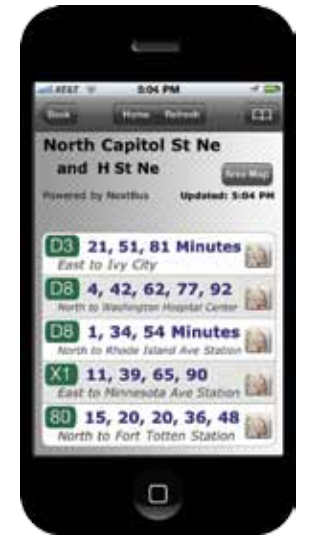 AT&T 5:04 PM
Back Home Refresh
North Capitol St Ne
and H St Ne
Area Map
Powered by NextBus Updated: 5:04 PM
D3 21, 51, 81 Minutes
East to Ivy City
D8 4, 42, 62, 77, 92
North to Washington Hospital Center
D8 1, 34, 54 Minutes
North to Rhode Island Ave Station
X1 11, 39, 65, 90
East to Minnesota Ave Station
80 15, 20, 20, 36, 48
North to Fort Totten Station